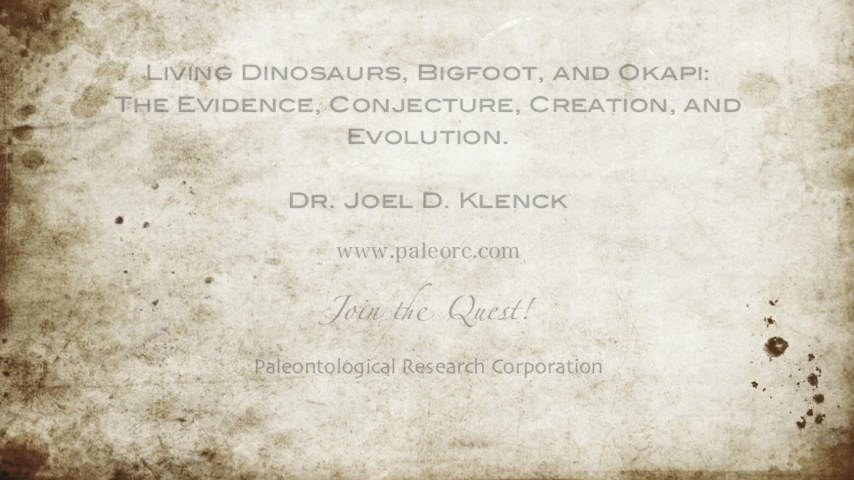 Living Dinosaurs, Bigfoot, and Okapi:
The Evidence, Conjecture, Creation, and
Evolution.
Dr. Joel D. Klenck
www.paleorc.com
Join the Quest!
Paleontological Research Corporation